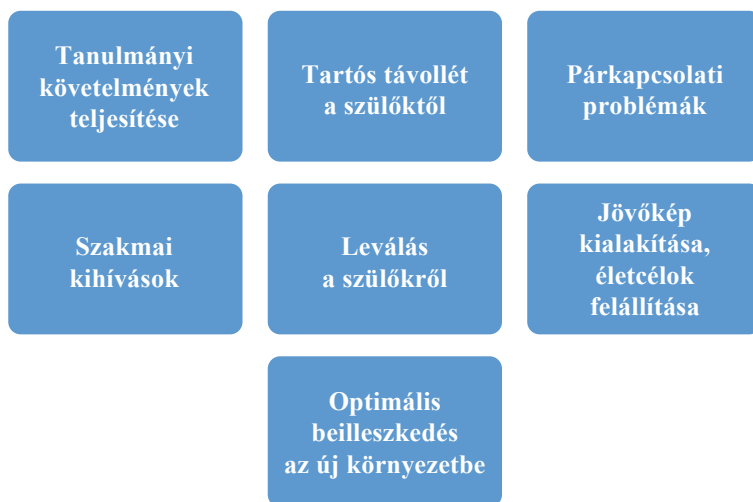 Tanulmányi
követelmények
teljesítése
Tartós távollét
a szülőktől
Párkapcsolati
problémák
Szakmai
kihívások
Leválás
a szülőkről
Jövőkép
kialakítása,
életcélok
felállítása
Optimális
beilleszkedés
az új környezetbe